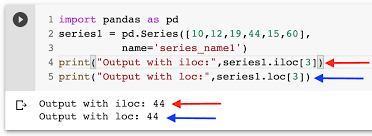 1 import pandas as pd
2 series1 = pd.Series([10,12,19,44,15,60],
3 name='series_name1')
4 print("Output with iloc:",series1.iloc[3])
5 print("Output with loc:",series1.loc[3])
Output with iloc: 44
Output with loc: 44